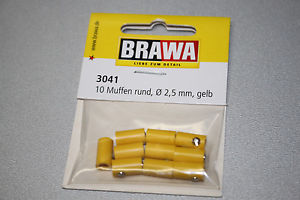 www.brawa.de
BRAWA
LIEBE ZUM DETAIL
3041
10 Muffen rund, Ø 2,5 mm, gelb